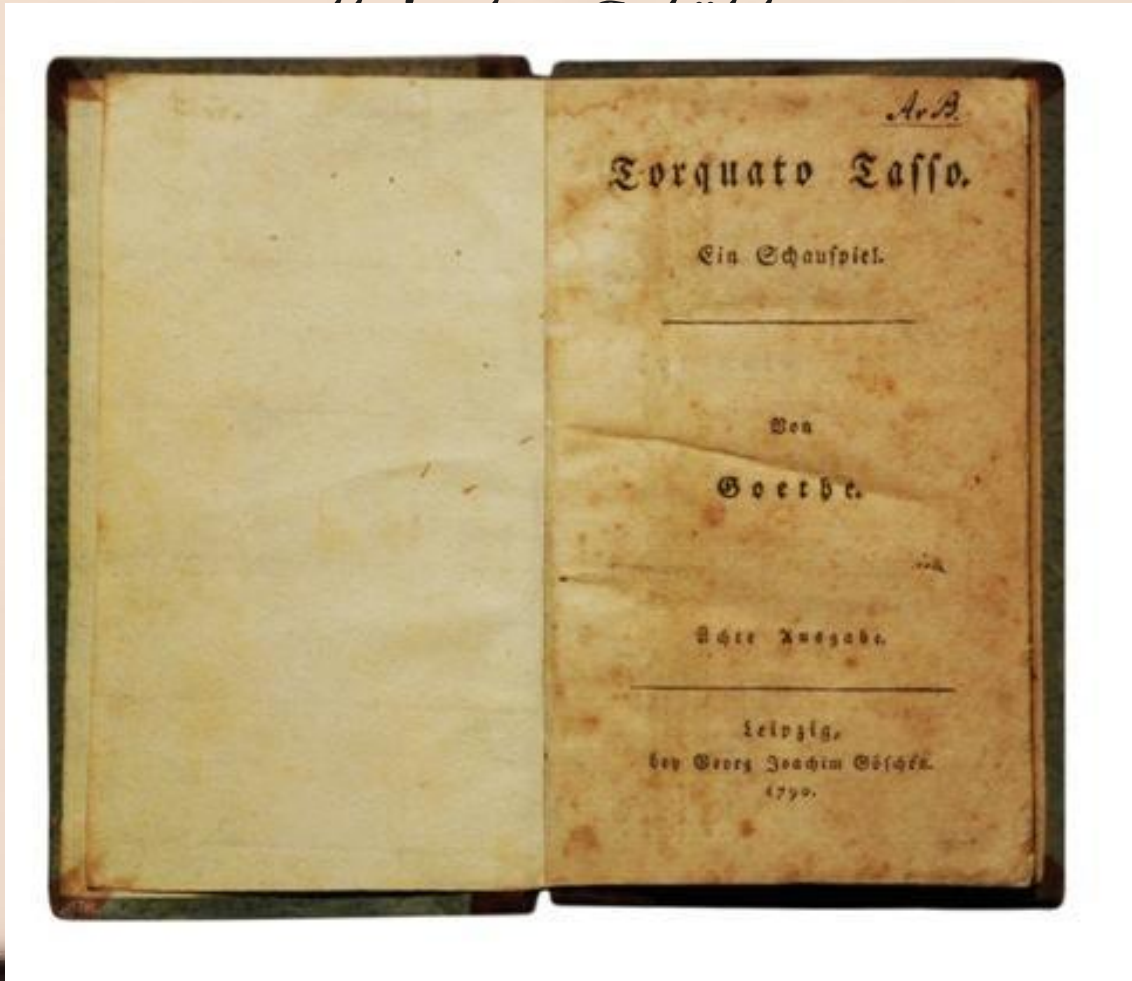 A v B.
Torquato Tasso.
Ein Schauspiel.
Von
Goethe.
Ächte Ausgabe.
Leipzig,
bey Georg Joachim Göschen.
1790.